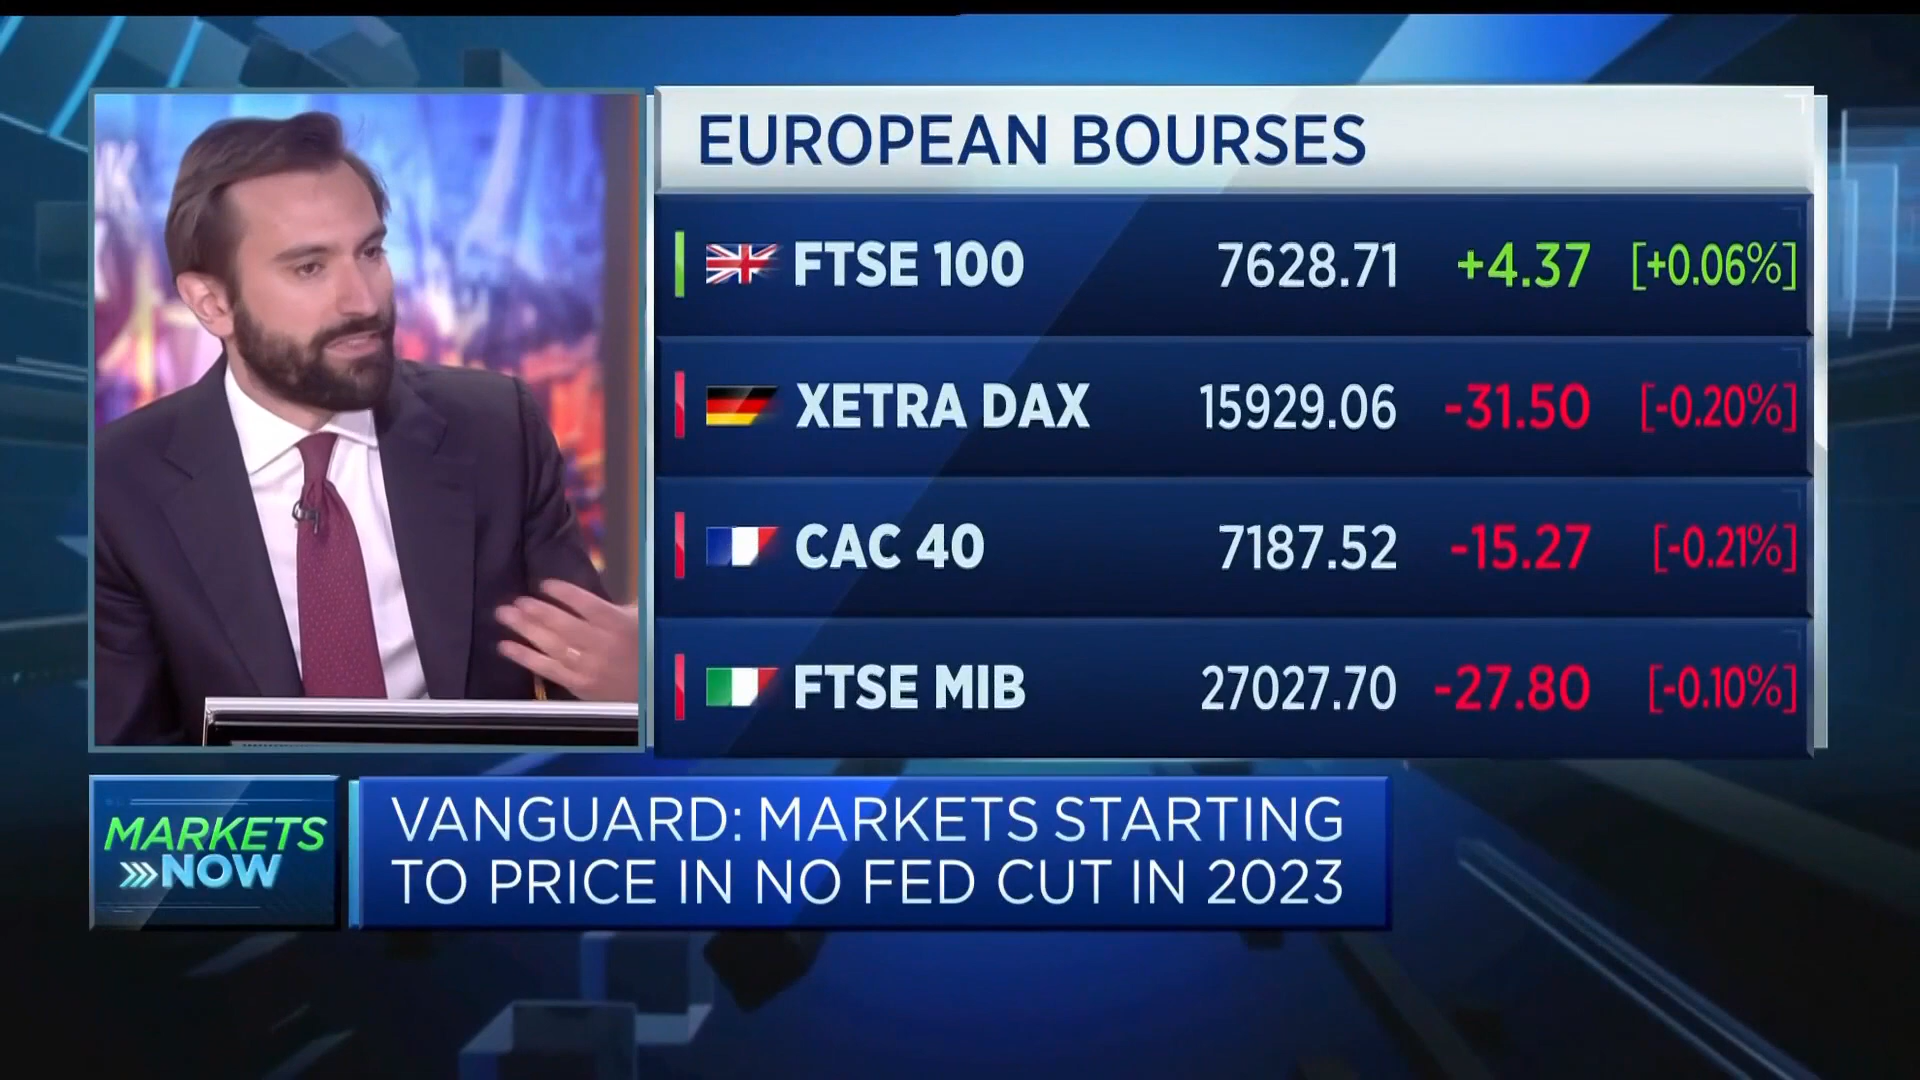 EUROPEAN BOURSES
FTSE 100 7628.71 +4.37 [+0.06%]
XETRA DAX 15929.06 -31.50 [-0.20%]
CAC 40 7187.52 -15.27 [-0.21%]
FTSE MIB 27027.70 -27.80 [-0.10%]
MARKETS
NOW
VANGUARD: MARKETS STARTING
TO PRICE IN NO FED CUT IN 2023